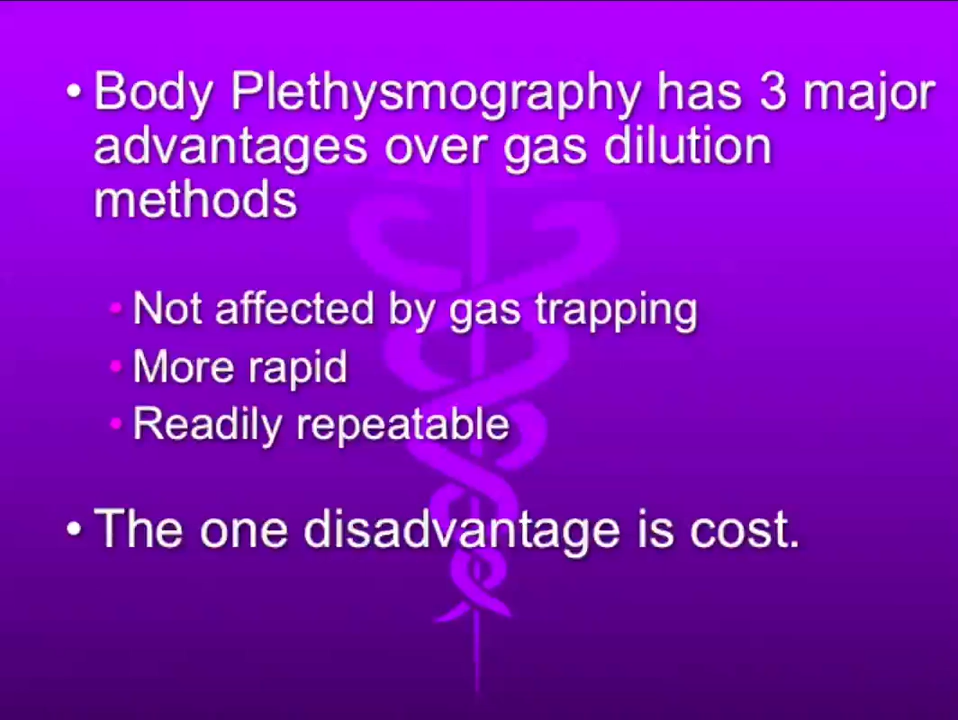 • Body Plethysmography has 3 major
advantages over gas dilution
methods
• Not affected by gas trapping
• More rapid
• Readily repeatable
• The one disadvantage is cost.